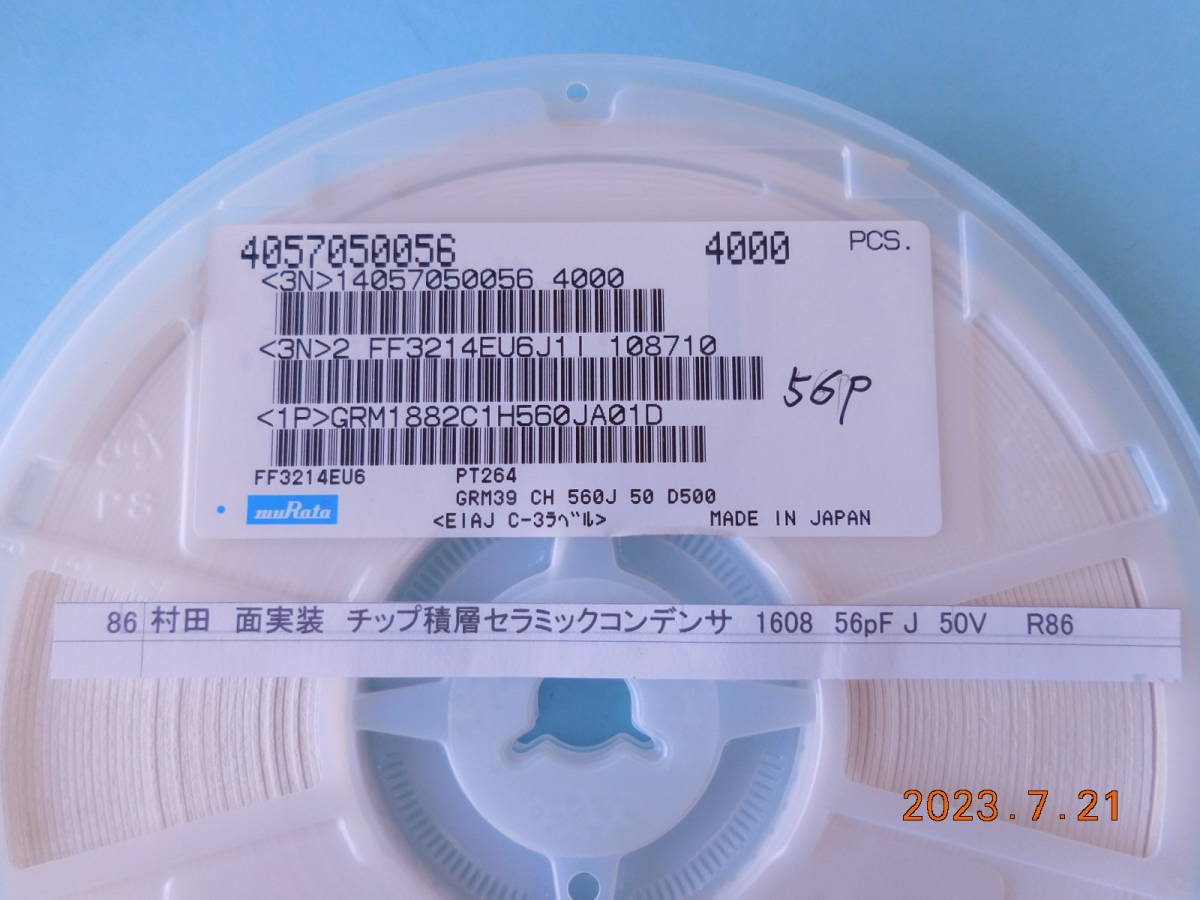 4057050056 4000 PCS.
<3N>14057050056 4000
<3N>2 FF3214EU6J1I 108710
56P
<1P>GRM1882C1H560JA01D
FF3214EU6 PT264
GRM39 CH 560J 50 D500
muRata <EIAJ C-3ラベル> MADE IN JAPAN
86 村田 面実装 チップ積層セラミックコンデンサ 1608 56pF J 50V R86
2023.7.21